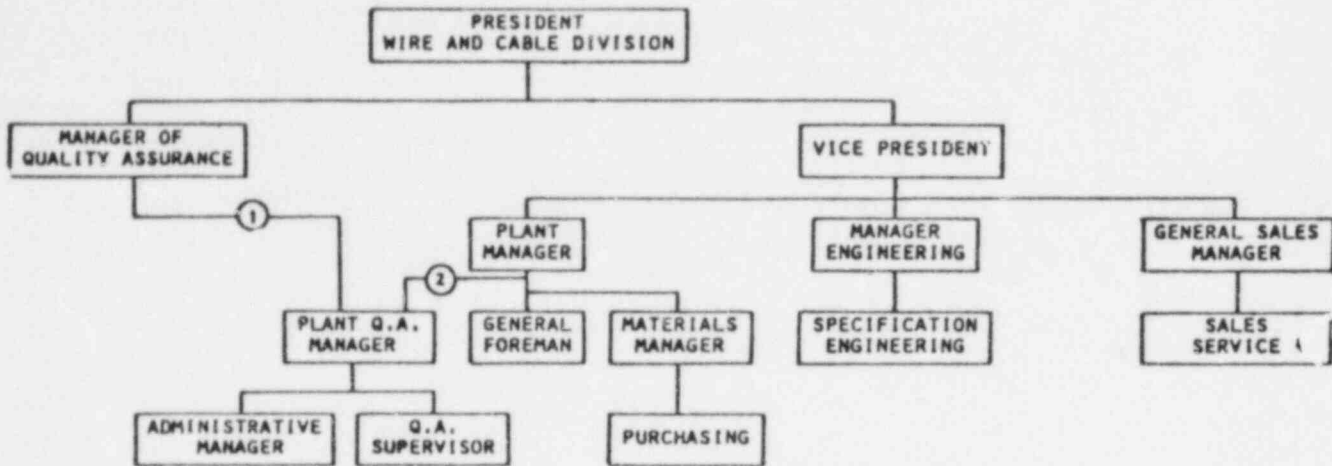 PRESIDENT
WIRE AND CABLE DIVISION
MANAGER OF
QUALITY ASSURANCE
VICE PRESIDENT
1
PLANT
MANAGER
MANAGER
ENGINEERING
GENERAL SALES
MANAGER
2
PLANT Q.A.
MANAGER
GENERAL
FOREMAN
MATERIALS
MANAGER
SPECIFICATION
ENGINEERING
SALES
SERVICE
ADMINISTRATIVE
MANAGER
Q.A.
SUPERVISOR
PURCHASING